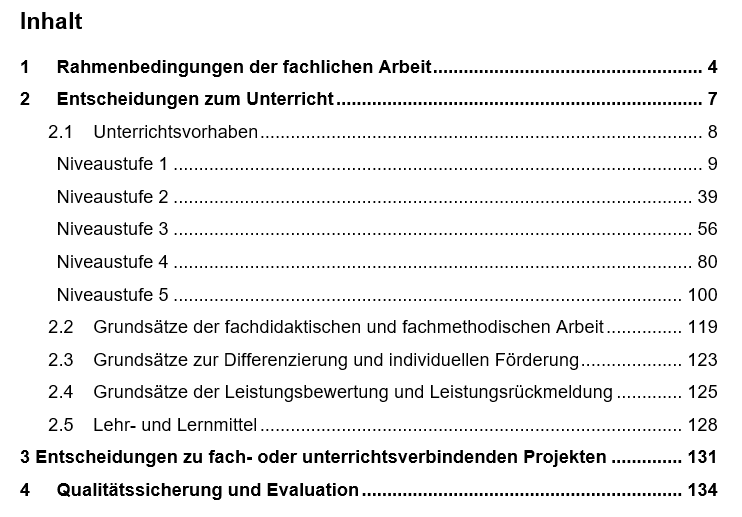 Inhalt
1 Rahmenbedingungen der fachlichen Arbeit..................................................... 4
2 Entscheidungen zum Unterricht........................................................................ 7
2.1 Unterrichtsvorhaben....................................................................................... 8
Niveaustufe 1 ........................................................................................................ 9
Niveaustufe 2 ...................................................................................................... 39
Niveaustufe 3 ...................................................................................................... 56
Niveaustufe 4 ...................................................................................................... 80
Niveaustufe 5 .................................................................................................... 100
2.2 Grundsätze der fachdidaktischen und fachmethodischen Arbeit............... 119
2.3 Grundsätze zur Differenzierung und individuellen Förderung.................... 123
2.4 Grundsätze der Leistungsbewertung und Leistungsrückmeldung ............. 125
2.5 Lehr- und Lernmittel................................................................................... 128
3 Entscheidungen zu fach- oder unterrichtsverbindenden Projekten .............. 131
4 Qualitätssicherung und Evaluation............................................................... 134